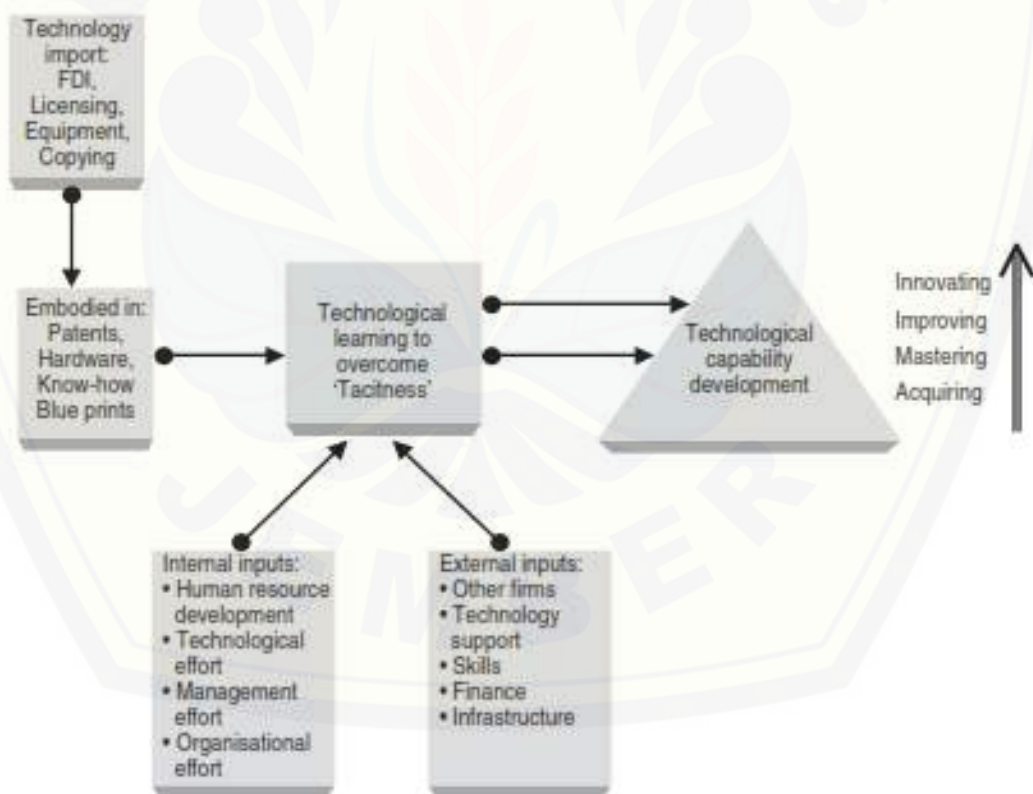 Technology
import:
FDI,
Licensing,
Equipment,
Copying
Embodied in:
Patents,
Hardware,
Know-how
Blue prints
Technological
learning to
overcome
‘Tacitness’
Technological
capability
development
Innovating
Improving
Mastering
Acquiring
Internal inputs:
• Human resource
development
• Technological
effort
• Management
effort
• Organisational
effort
External inputs:
• Other firms
• Technology
support
• Skills
• Finance
• Infrastructure
JEMBER